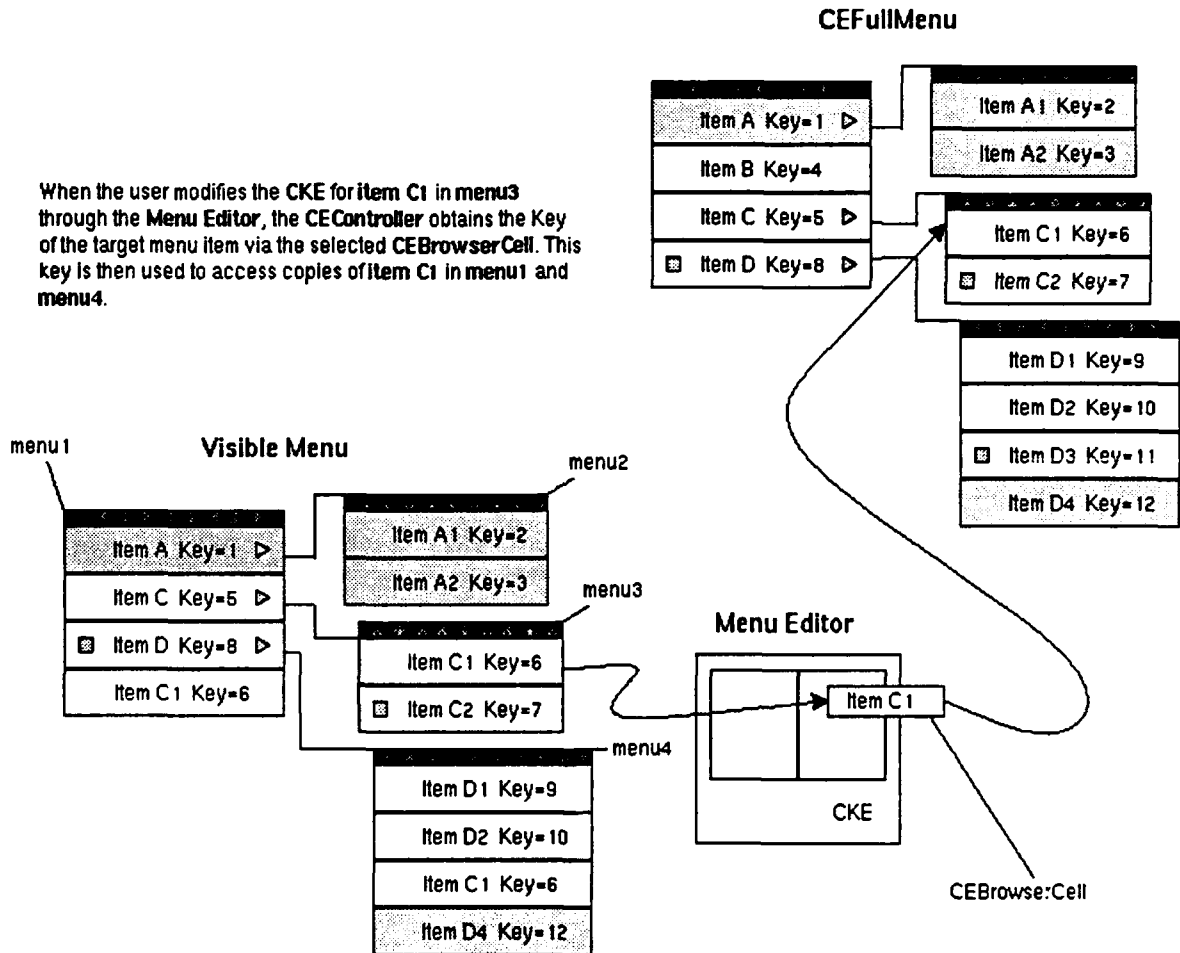 CEFullMenu
Item A Key=1
Item B Key=4
Item C Key=5
Item D Key=8
Item A1 Key=2
Item A2 Key=3
Item C1 Key=6
Item C2 Key=7
Item D1 Key=9
Item D2 Key=10
Item D3 Key=11
Item D4 Key=12
When the user modifies the CKE for item C1 in menu3
through the Menu Editor, the CEController obtains the Key
of the target menu item via the selected CEBrowserCell. This
key is then used to access copies of item C1 in menu1 and
menu4.
menu1
Visible Menu
menu2
Item A Key=1
Item C Key=5
Item D Key=8
Item C1 Key=6
Item A1 Key=2
Item A2 Key=3
menu3
Item C1 Key=6
Item C2 Key=7
menu4
Item D1 Key=9
Item D2 Key=10
Item C1 Key=6
Item D4 Key=12
Menu Editor
Item C1
CKE
CEBrowse:Cell